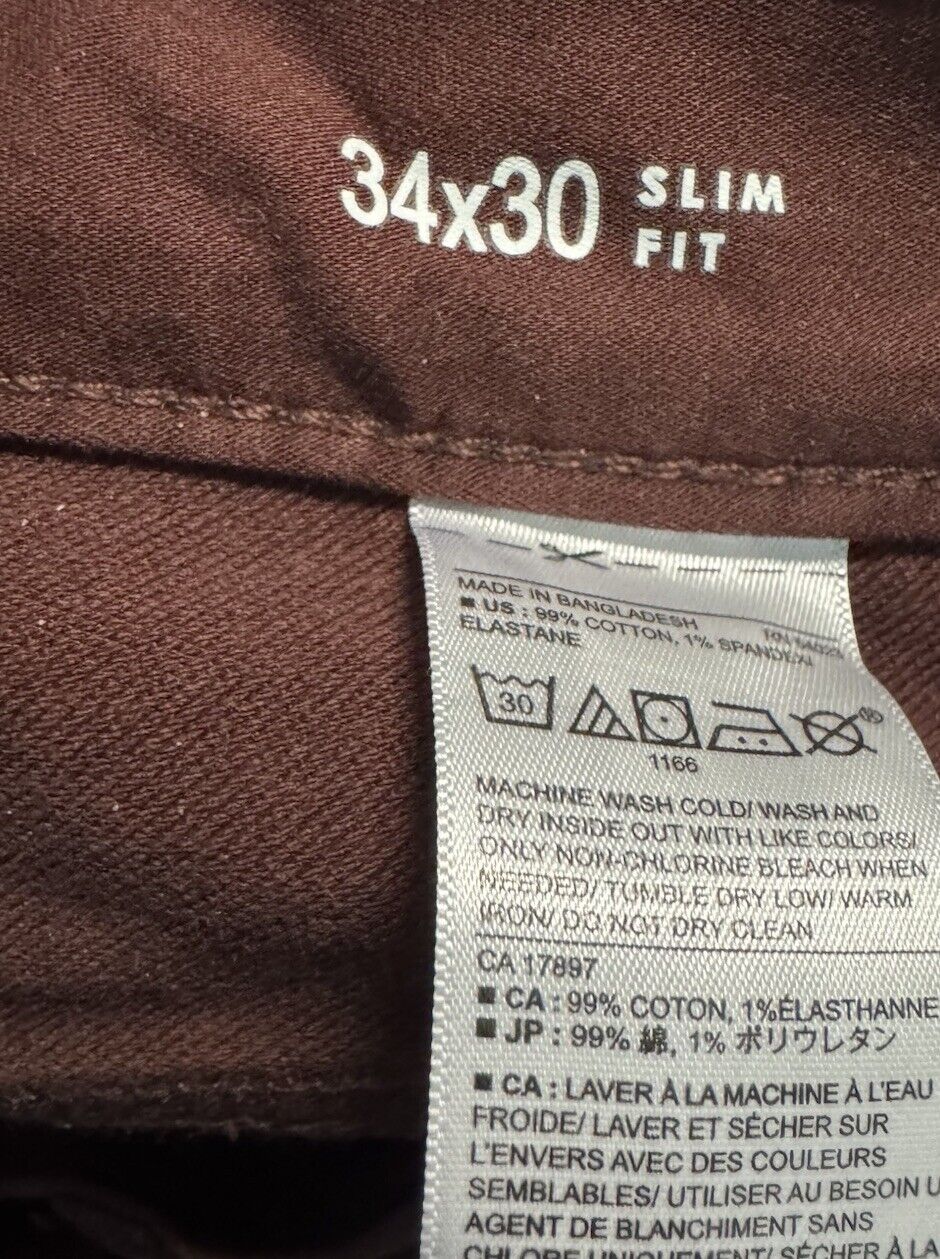 34x30 SLIM
FIT
MADE IN BANGLADESH
■ US : 99% COTTON, 1% SPANDEX/
ELASTANE
30
1166
MACHINE WASH COLD/ WASH AND
DRY INSIDE OUT WITH LIKE COLORS/
ONLY NON-CHLORINE BLEACH WHEN
NEEDED/ TUMBLE DRY LOW/ WARM
IRON/ DO NOT DRY CLEAN
CA 17897
■ CA : 99% COTON, 1%ÉLASTHANNE
■ JP : 99% 綿, 1% ポリウレタン
■ CA : LAVER À LA MACHINE À L'EAU
FROIDE/ LAVER ET SÉCHER SUR
L'ENVERS AVEC DES COULEURS
SEMBLABLES/ UTILISER AU BESOIN
AGENT DE BLANCHIMENT SANS
CHLORE UNIQUEMENT/ SÉCHER À LA